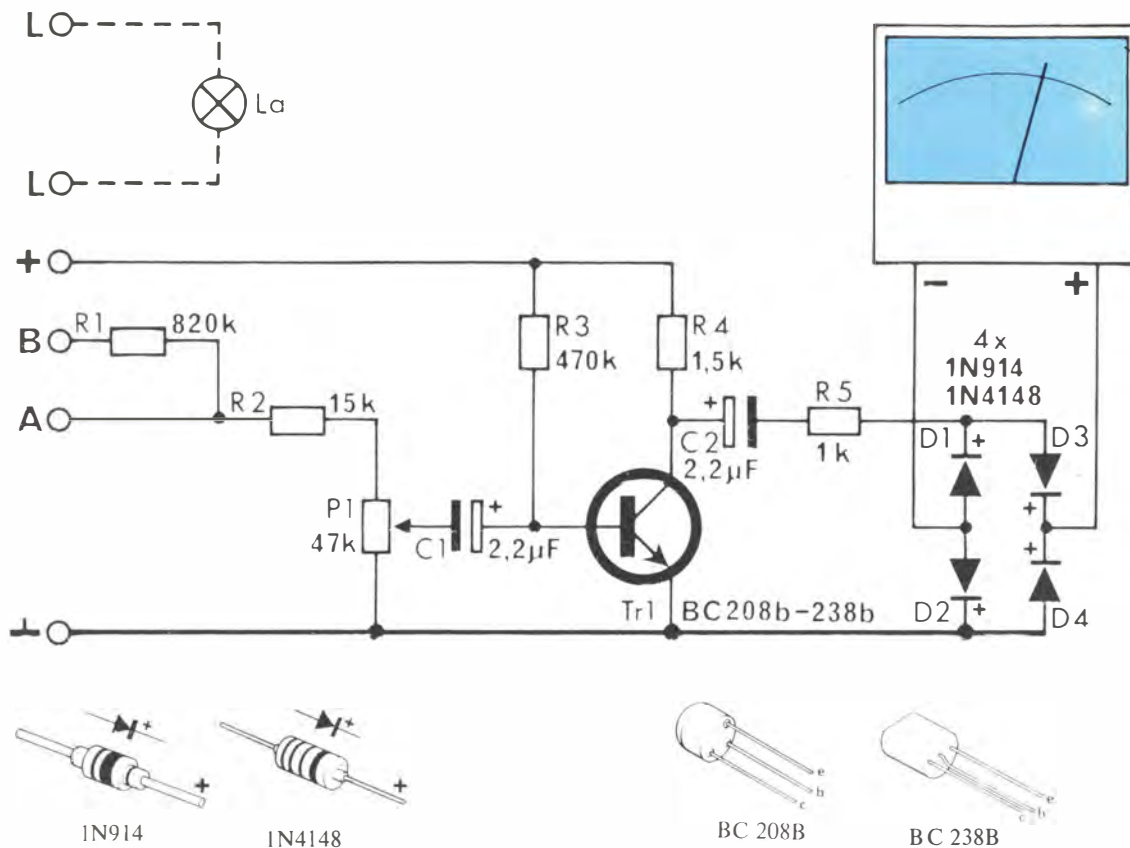 L
La
L
+
B
R1
820k
A
R2
15k
P1
47k
C1
+
2,2µF
R3
470k
R4
1,5k
+
C2
2,2µF
R5
1k
Tr1
BC208b-238b
-
+
4x
1N914
1N4148
D1
+
D3
+
+
D2
+
D4
+
+
1N914
+
+
1N4148
e
b
c
BC 208B
e
b
c
BC 238B